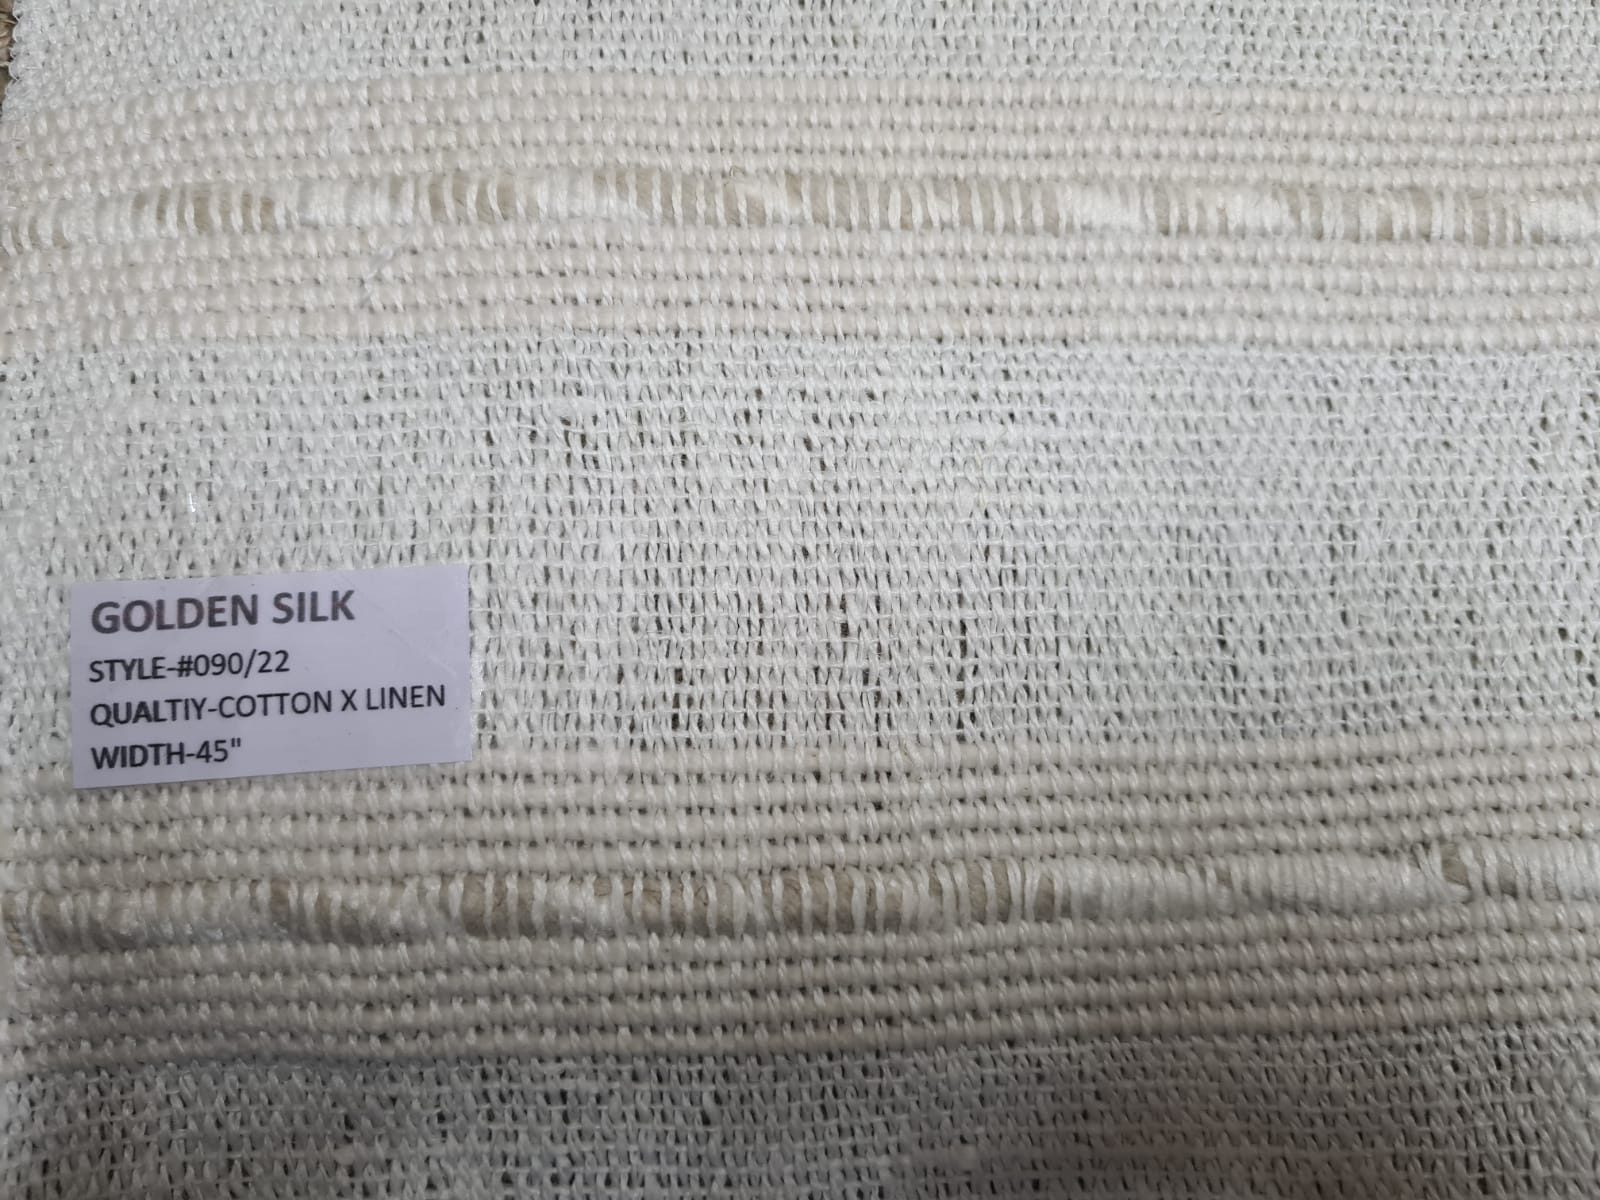 GOLDEN SILK
STYLE-#090/22
QUALTIY-COTTON X LINEN
WIDTH-45"